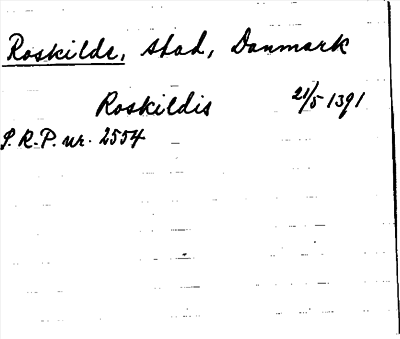 Roskilde, stad, Danmark
Roskildis 21/5 1391
S.R.-P. nr. 2554